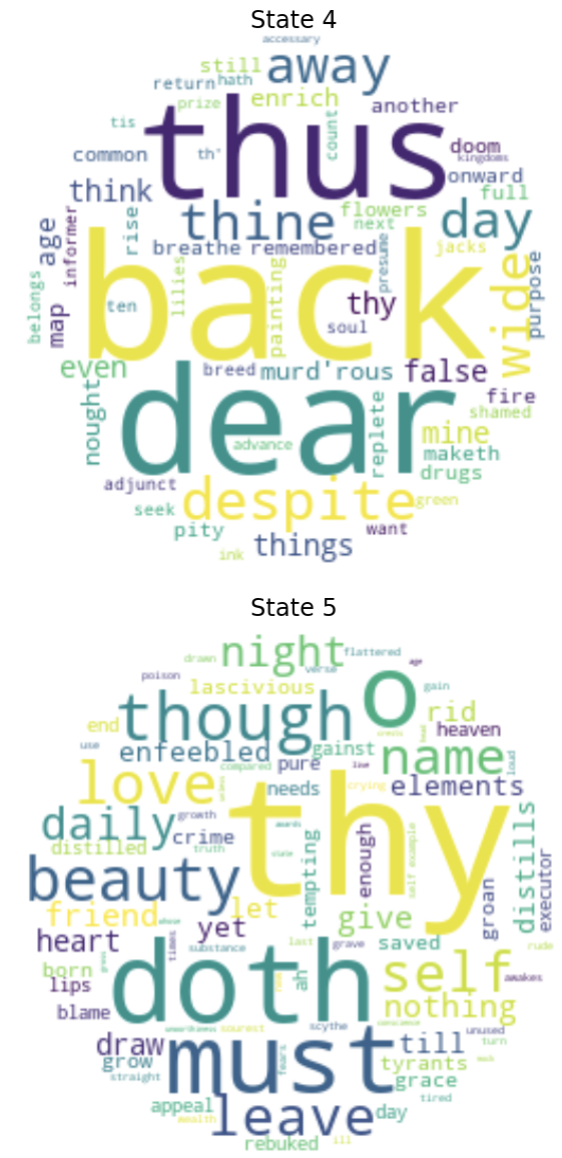 State 4
accessary
still away
return hath
prize enrich another
tis thus count
common th' doom
kingdoms
think onward
full
thine flowers day
next
age informer rise breathe remembered presume jacks
back wide purpose
belongs map ten lilies painting thy
soul
even breed murd'rous false
fire
nought dear replete shamed
advance mine
maketh
adjunct drugs
despite green
seek
pity want
things
ink
State 5
drawn night flattered
verse age
poison
lascivious o gain
though rid
end heaven
use enfeebled against name loud
compared pure
love needs elements
crying
daily growth thy
crime
distilled truth tempting enough self example distills
beauty state groan executor
friend let give
yet
heart substance last grave saved rude
born doth ah self awakes
lips times
blame nothing
scythe unused
draw must till turn
grow fears tyrants
straight grace
tired
appeal leave day
wealth
rebuked ill